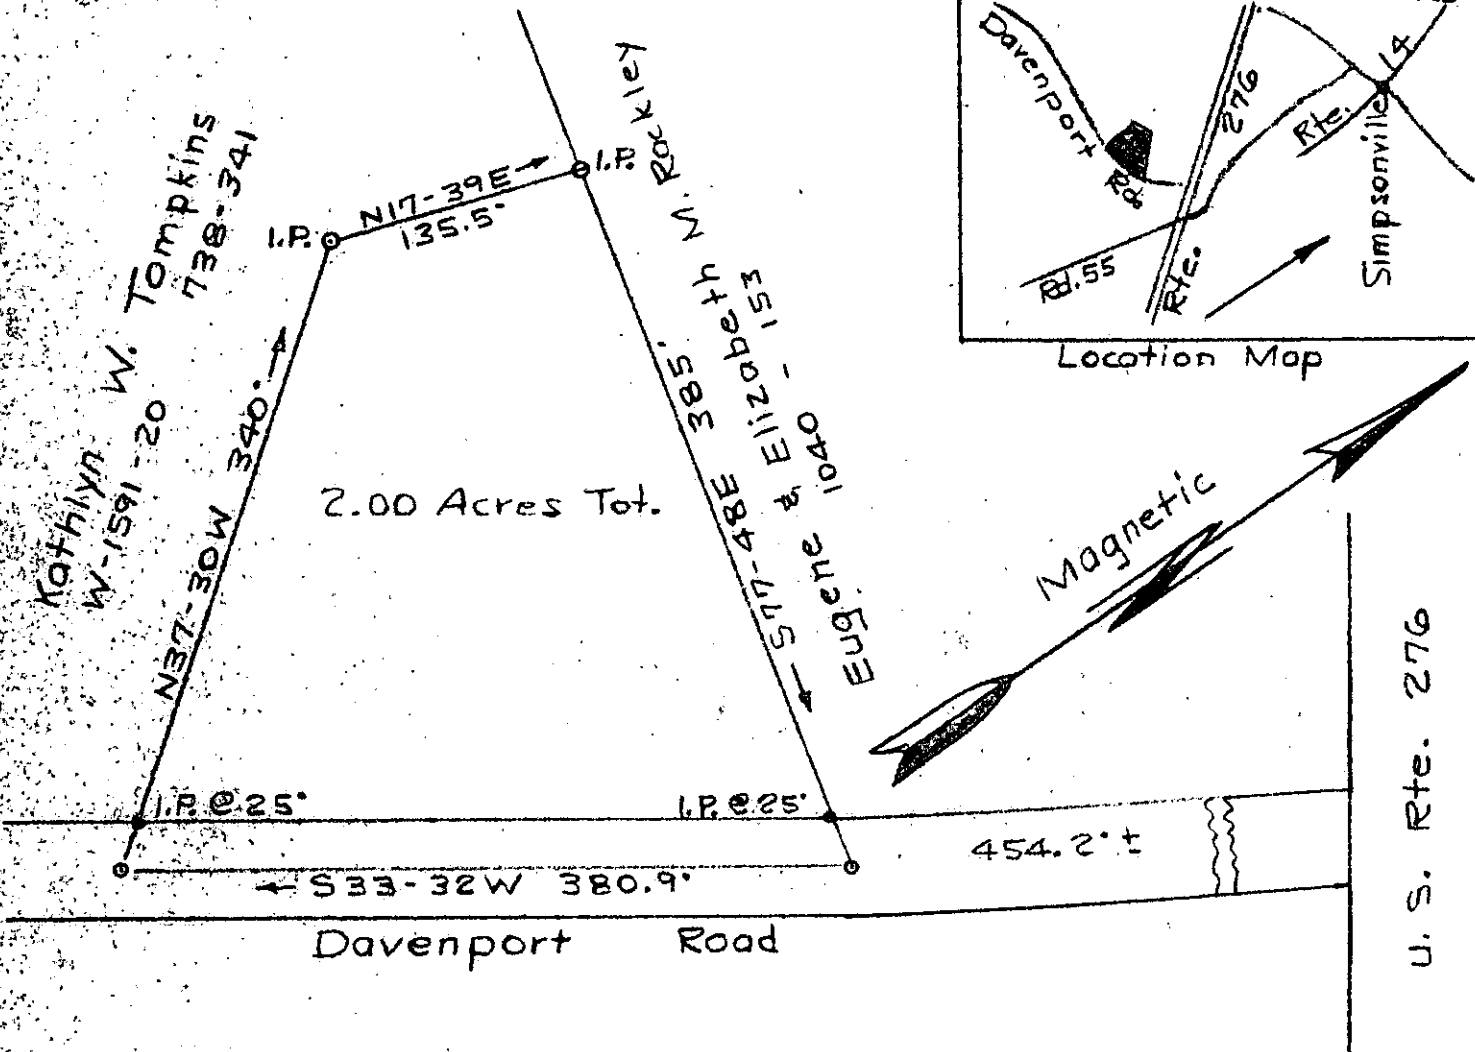 Davenport
Rd.
276
Rte.
Rte.
14
Simpsonville
Rd.55
Location Map
Kathlyn W. Tompkins
W-1591-20 738-341
I.P.
N17-39E
135.5'
I.P.
N37-30W 340'
2.00 Acres Tot.
S77-48E 385'
Eugene & Elizabeth M. Rockley
1040 - 153
Magnetic
I.P. @ 25'
I.P. @ 25'
454.2' ±
S33-32W 380.9'
Davenport Road
U. S. Rte. 276